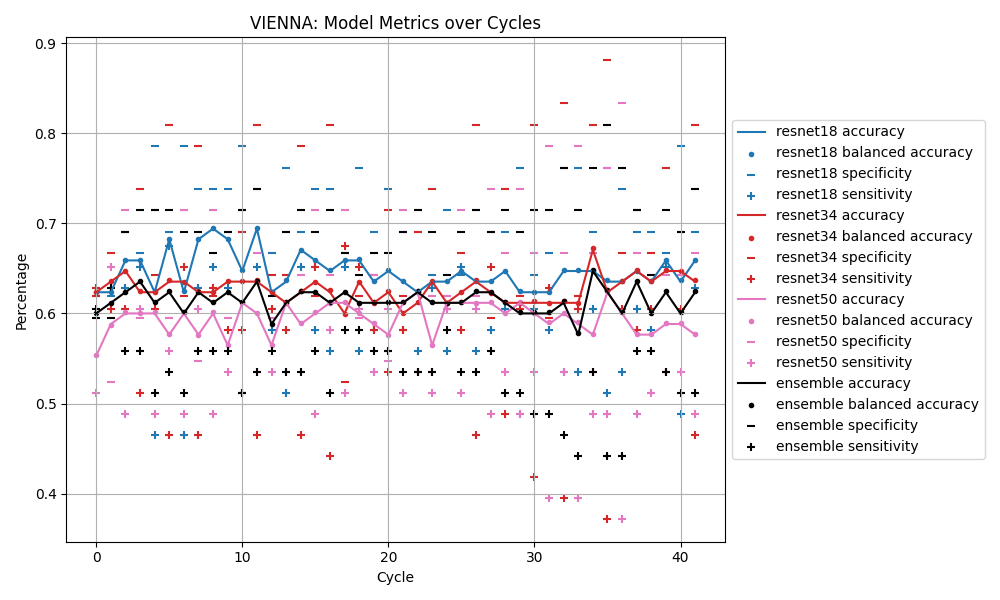 VIENNA: Model Metrics over Cycles
0.9
0.8
0.7
0.6
0.5
0.4
Percentage
0 10 20 30 40
Cycle
resnet18 accuracy
resnet18 balanced accuracy
resnet18 specificity
resnet18 sensitivity
resnet34 accuracy
resnet34 balanced accuracy
resnet34 specificity
resnet34 sensitivity
resnet50 accuracy
resnet50 balanced accuracy
resnet50 specificity
resnet50 sensitivity
ensemble accuracy
ensemble balanced accuracy
ensemble specificity
ensemble sensitivity